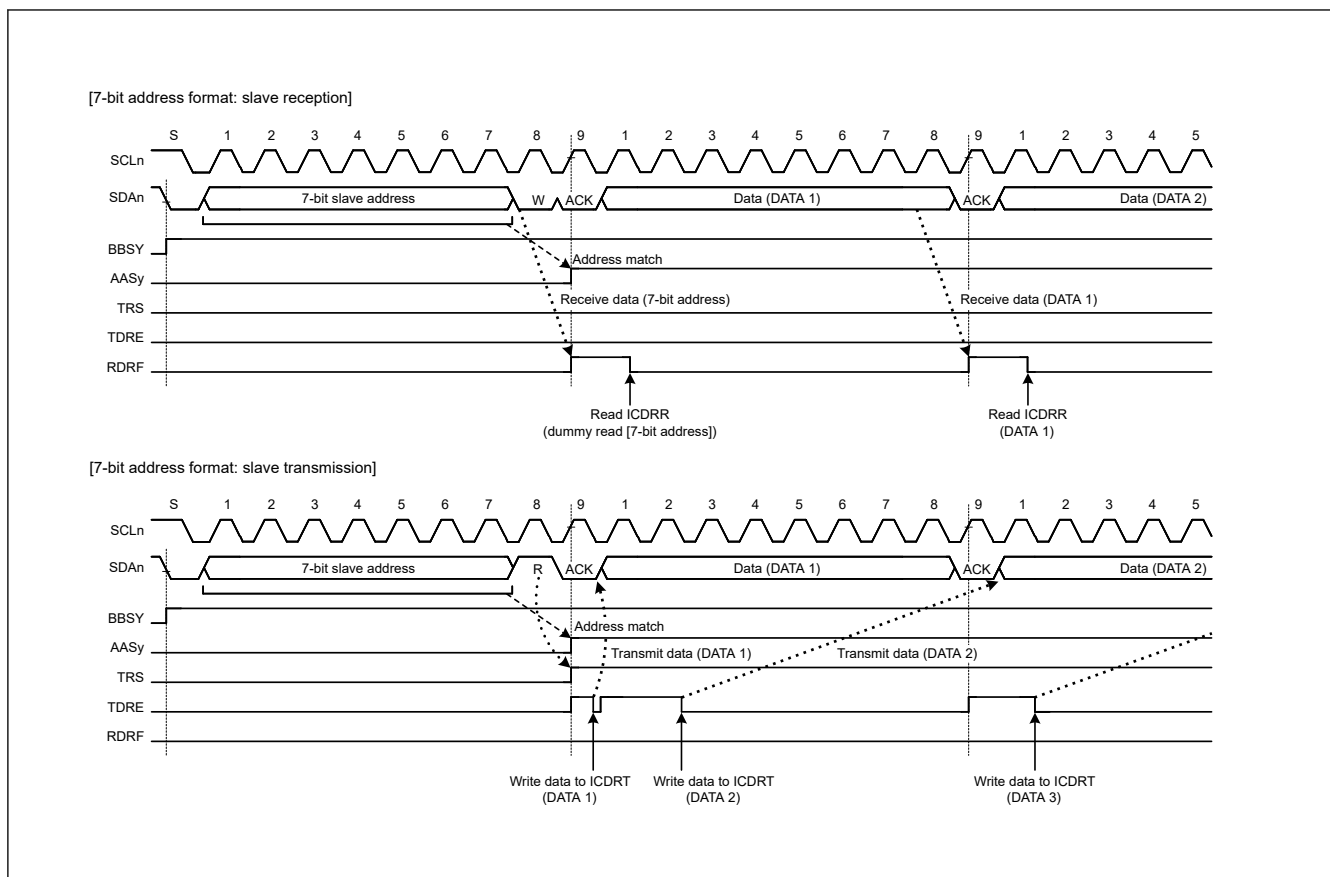 [7-bit address format: slave reception]
S 1 2 3 4 5 6 7 8 9 1 2 3 4 5 6 7 8 9 1 2 3 4 5
SCLn
SDAn 7-bit slave address W ACK Data (DATA 1) ACK Data (DATA 2)
BBSY
Address match
AASy
Receive data (7-bit address) Receive data (DATA 1)
TRS
TDRE
RDRF
Read ICDRR Read ICDRR
(dummy read [7-bit address]) (DATA 1)
[7-bit address format: slave transmission]
S 1 2 3 4 5 6 7 8 9 1 2 3 4 5 6 7 8 9 1 2 3 4 5
SCLn
SDAn 7-bit slave address R ACK Data (DATA 1) ACK Data (DATA 2)
BBSY
Address match
AASy
Transmit data (DATA 1) Transmit data (DATA 2)
TRS
TDRE
RDRF
Write data to ICDRT Write data to ICDRT Write data to ICDRT
(DATA 1) (DATA 2) (DATA 3)